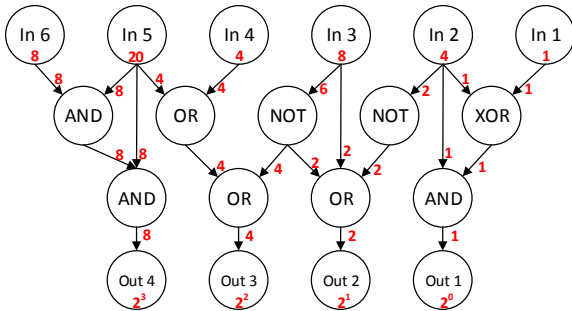 In 6 In 5 In 4 In 3 In 2 In 1
8 20 4 8 4 1
8 8 4 4 6 2 1 1
AND OR NOT NOT XOR
8 8 4 4 2 2 2 1 1
AND OR OR AND
8 4 2 1
Out 4 Out 3 Out 2 Out 1
2³ 2² 2¹ 2⁰